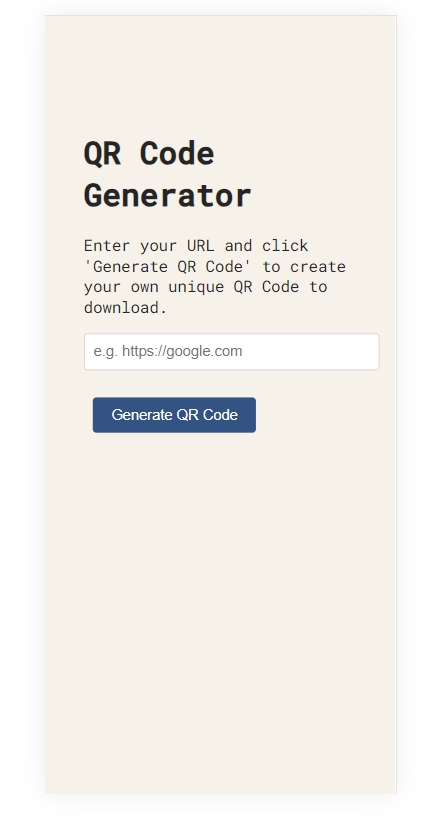 QR Code
Generator
Enter your URL and click
'Generate QR Code' to create
your own unique QR Code to
download.
e.g. https://google.com
Generate QR Code